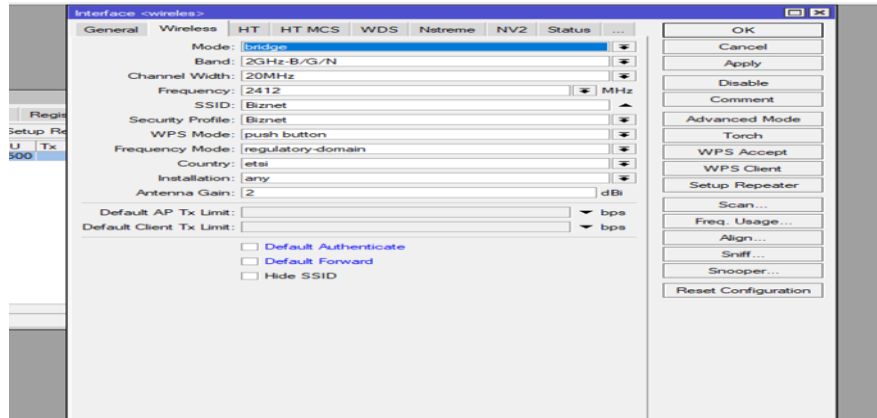 Interface <wireles>
General Wireless HT HT MCS WDS Nstreme NV2 Status ...
Mode: bridge
Band: 2GHz-B/G/N
Channel Width: 20MHz
Frequency: 2412 MHz
SSID: Biznet
Security Profile: Biznet
WPS Mode: push button
Frequency Mode: regulatory-domain
Country: etsi
Installation: any
Antenna Gain: 2 dBi
Default AP Tx Limit: bps
Default Client Tx Limit: bps
Default Authenticate
Default Forward
Hide SSID
OK
Cancel
Apply
Disable
Comment
Advanced Mode
Torch
WPS Accept
WPS Client
Setup Repeater
Scan...
Freq. Usage...
Align...
Sniff...
Snooper...
Reset Configuration
Regis
Setup Re
U Tx
500